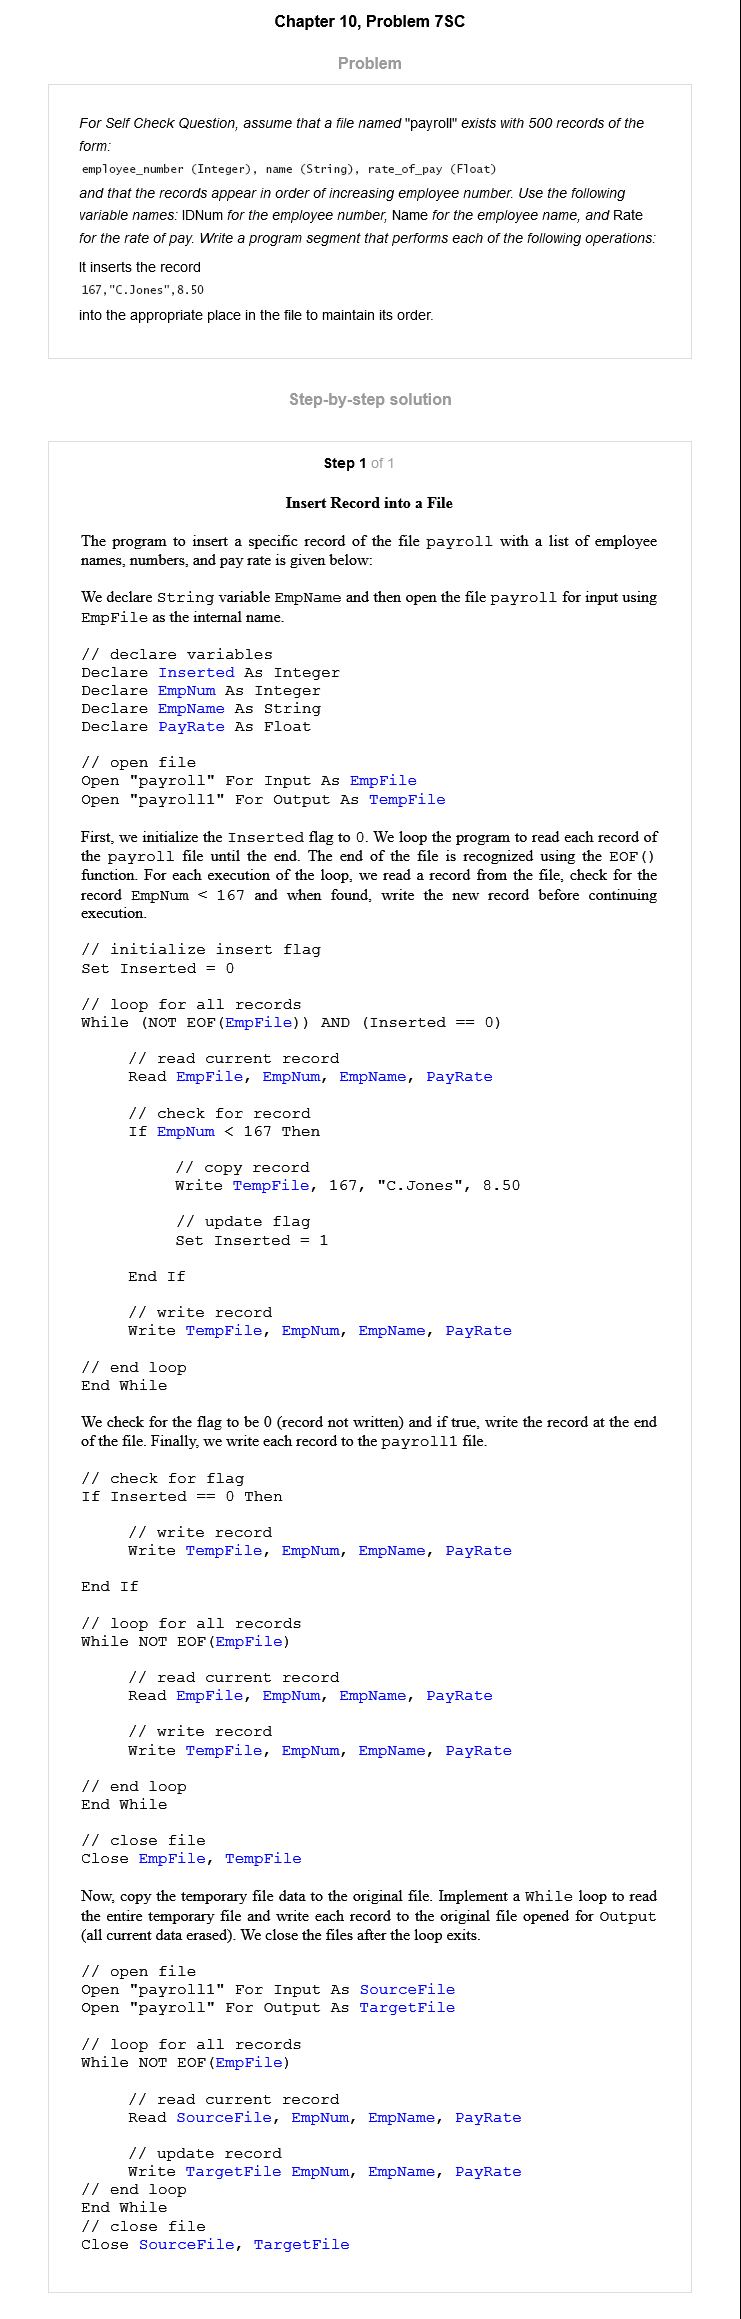 Chapter 10, Problem 7SC
Problem
For Self Check Question, assume that a file named "payroll" exists with 500 records of the
form:
employee_number (Integer), name (String), rate_of_pay (Float)
and that the records appear in order of increasing employee number. Use the following
variable names: IDNum for the employee number, Name for the employee name, and Rate
for the rate of pay. Write a program segment that performs each of the following operations:
It inserts the record
167,"C.Jones",8.50
into the appropriate place in the file to maintain its order.
Step-by-step solution
Step 1 of 1
Insert Record into a File
The program to insert a specific record of the file payroll with a list of employee
names, numbers, and pay rate is given below:
We declare String variable EmpName and then open the file payroll for input using
EmpFile as the internal name.
// declare variables
Declare Inserted As Integer
Declare EmpNum As Integer
Declare EmpName As String
Declare PayRate As Float
// open file
Open "payroll" For Input As EmpFile
Open "payroll1" For Output As TempFile
First, we initialize the Inserted flag to 0. We loop the program to read each record of
the payroll file until the end. The end of the file is recognized using the EOF()
function. For each execution of the loop, we read a record from the file, check for the
record EmpNum < 167 and when found, write the new record before continuing
execution.
// initialize insert flag
Set Inserted = 0
// loop for all records
While (NOT EOF(EmpFile)) AND (Inserted == 0)
// read current record
Read EmpFile, EmpNum, EmpName, PayRate
// check for record
If EmpNum < 167 Then
// copy record
Write TempFile, 167, "C.Jones", 8.50
// update flag
Set Inserted = 1
End If
// write record
Write TempFile, EmpNum, EmpName, PayRate
// end loop
End While
We check for the flag to be 0 (record not written) and if true, write the record at the end
of the file. Finally, we write each record to the payroll1 file.
// check for flag
If Inserted == 0 Then
// write record
Write TempFile, EmpNum, EmpName, PayRate
End If
// loop for all records
While NOT EOF(EmpFile)
// read current record
Read EmpFile, EmpNum, EmpName, PayRate
// write record
Write TempFile, EmpNum, EmpName, PayRate
// end loop
End While
// close file
Close EmpFile, TempFile
Now, copy the temporary file data to the original file. Implement a While loop to read
the entire temporary file and write each record to the original file opened for Output
(all current data erased). We close the files after the loop exits.
// open file
Open "payroll1" For Input As SourceFile
Open "payroll" For Output As TargetFile
// loop for all records
While NOT EOF(EmpFile)
// read current record
Read SourceFile, EmpNum, EmpName, PayRate
// update record
Write TargetFile EmpNum, EmpName, PayRate
// end loop
End While
// close file
Close SourceFile, TargetFile